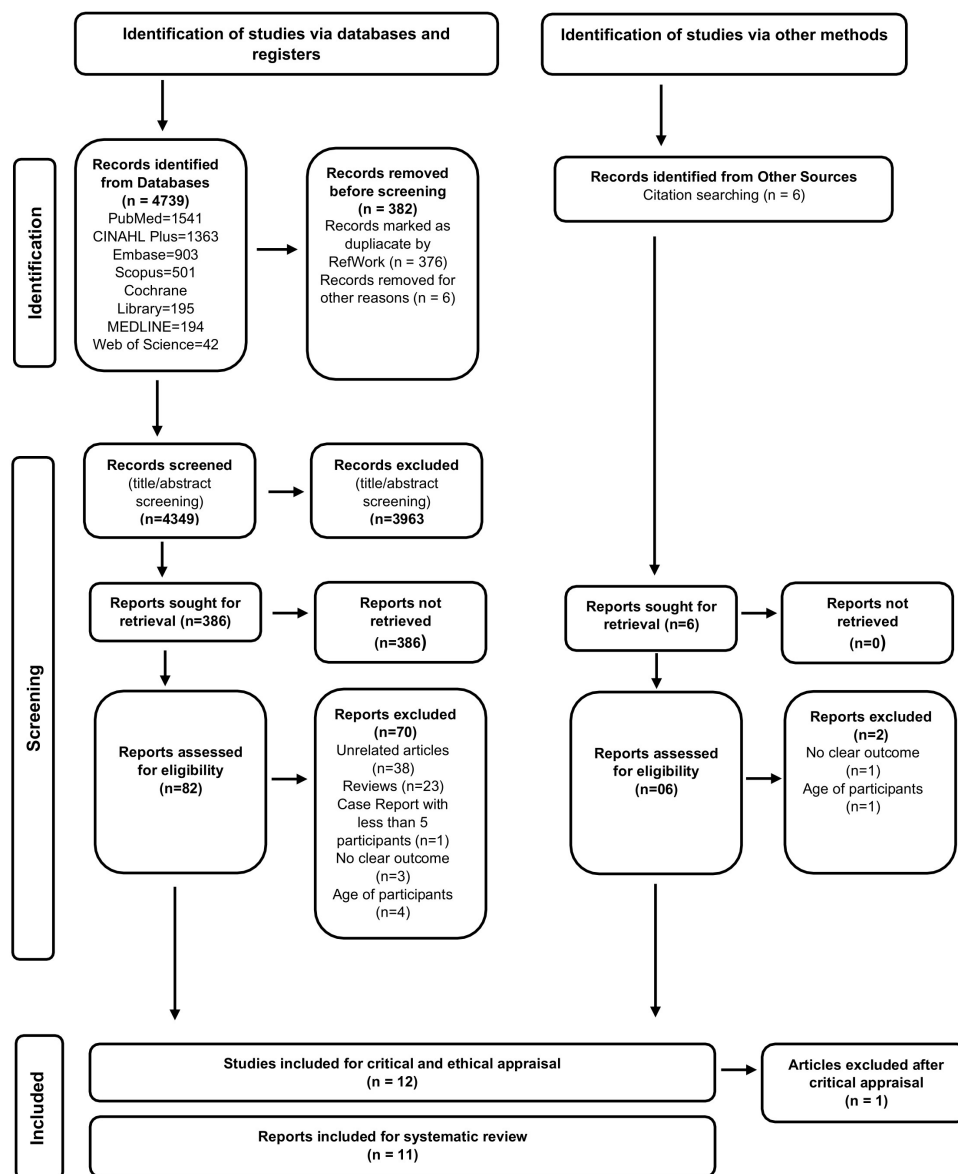 Identification of studies via databases and
registers
Identification of studies via other methods
Identification
Records identified
from Databases
(n = 4739)
PubMed=1541
CINAHL Plus=1363
Embase=903
Scopus=501
Cochrane
Library=195
MEDLINE=194
Web of Science=42
Records removed
before screening
(n = 382)
Records marked as
dupliacate by
RefWork (n = 376)
Records removed for
other reasons (n = 6)
Records identified from Other Sources
Citation searching (n = 6)
Screening
Records screened
(title/abstract
screening)
(n=4349)
Records excluded
(title/abstract
screening)
(n=3963
Reports sought for
retrieval (n=386)
Reports not
retrieved
(n=386)
Reports sought for
retrieval (n=6)
Reports not
retrieved
(n=0)
Reports assessed
for eligibility
(n=82)
Reports excluded
(n=70)
Unrelated articles
(n=38)
Reviews (n=23)
Case Report with
less than 5
participants (n=1)
No clear outcome
(n=3)
Age of participants
(n=4)
Reports assessed
for eligibility
(n=06)
Reports excluded
(n=2)
No clear outcome
(n=1)
Age of participants
(n=1)
Included
Studies included for critical and ethical appraisal
(n = 12)
Articles excluded after
critical appraisal
(n = 1)
Reports included for systematic review
(n = 11)